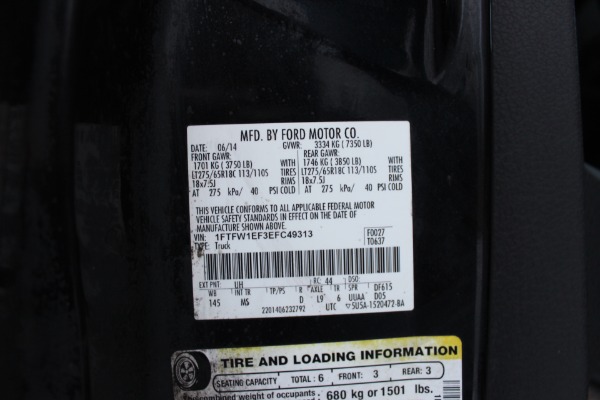 MFD. BY FORD MOTOR CO.
DATE: 06/14 GVWR: 3334 KG ( 7350 LB)
FRONT GAWR: REAR GAWR:
1701 KG ( 3750 LB) 1746 KG ( 3850 LB)
LT275/65R18C 113/110S TIRES LT275/65R18C 113/110S TIRES
18x7.5J RIMS 18x7.5J RIMS
AT 275 kPa/ 40 PSI COLD AT 275 kPa/ 40 PSI COLD
THIS VEHICLE CONFORMS TO ALL APPLICABLE FEDERAL MOTOR
VEHICLE SAFETY STANDARDS IN EFFECT ON THE DATE OF
MANUFACTURE SHOWN ABOVE.
VIN: 1FTFW1EF3EFC49313 F0027
TYPE: Truck T0637
EXT PNT: UH RC: 44 DSO:
WB INT TR TP/PS R AXLE TR SPR DF615
145 MS D L9 6 UUAA DOS
2201406232792 UTC 5U5A-1520472-BA
TIRE AND LOADING INFORMATION
SEATING CAPACITY TOTAL: 6 FRONT: 3 REAR: 3
combined weight of occupants 680 kg or 1501 lbs.